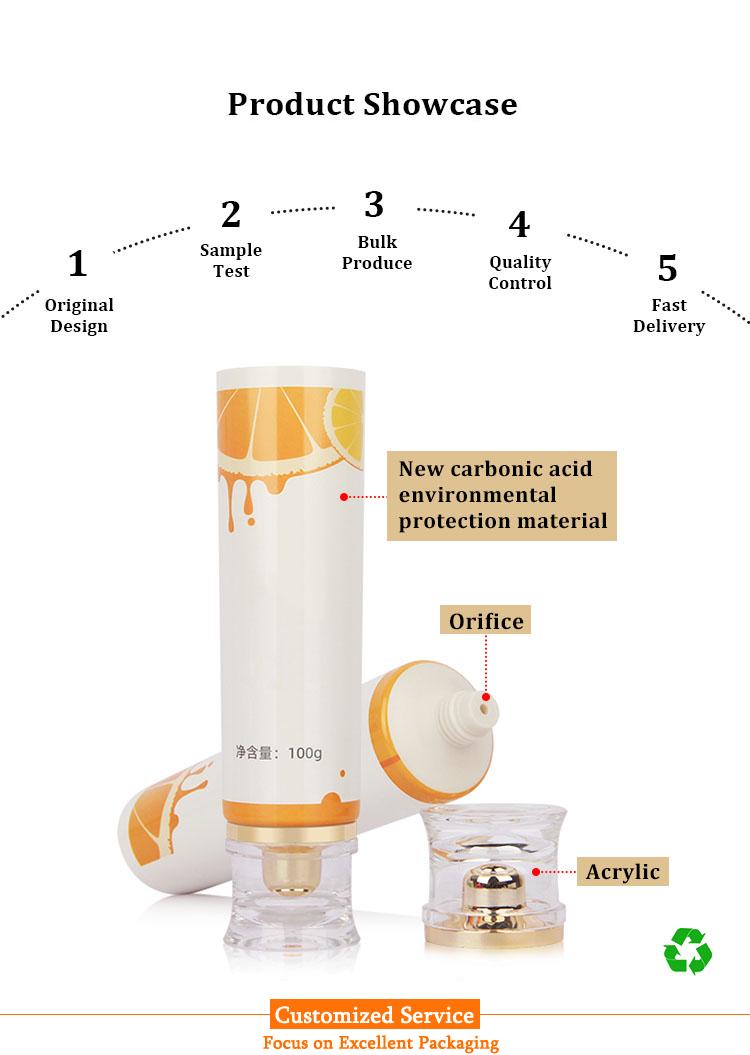 Product Showcase
1
Original
Design
2
Sample
Test
3
Bulk
Produce
4
Quality
Control
5
Fast
Delivery
New carbonic acid
environmental
protection material
Orifice
净含量：100g
Acrylic
Customized Service
Focus on Excellent Packaging